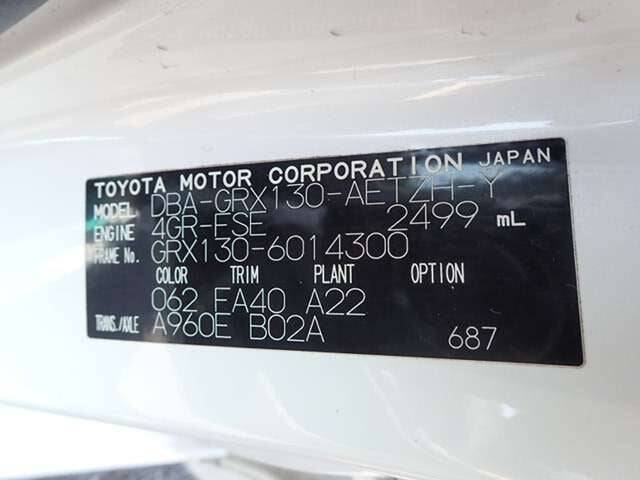 TOYOTA MOTOR CORPORATION JAPAN
MODEL DBA-GRX130-AETZH-Y
ENGINE 4GR-FSE 2499 mL
FRAME No. GRX130-6014300
COLOR TRIM PLANT OPTION
062 FA40 A22
TRANS./AXLE A960E B02A 687